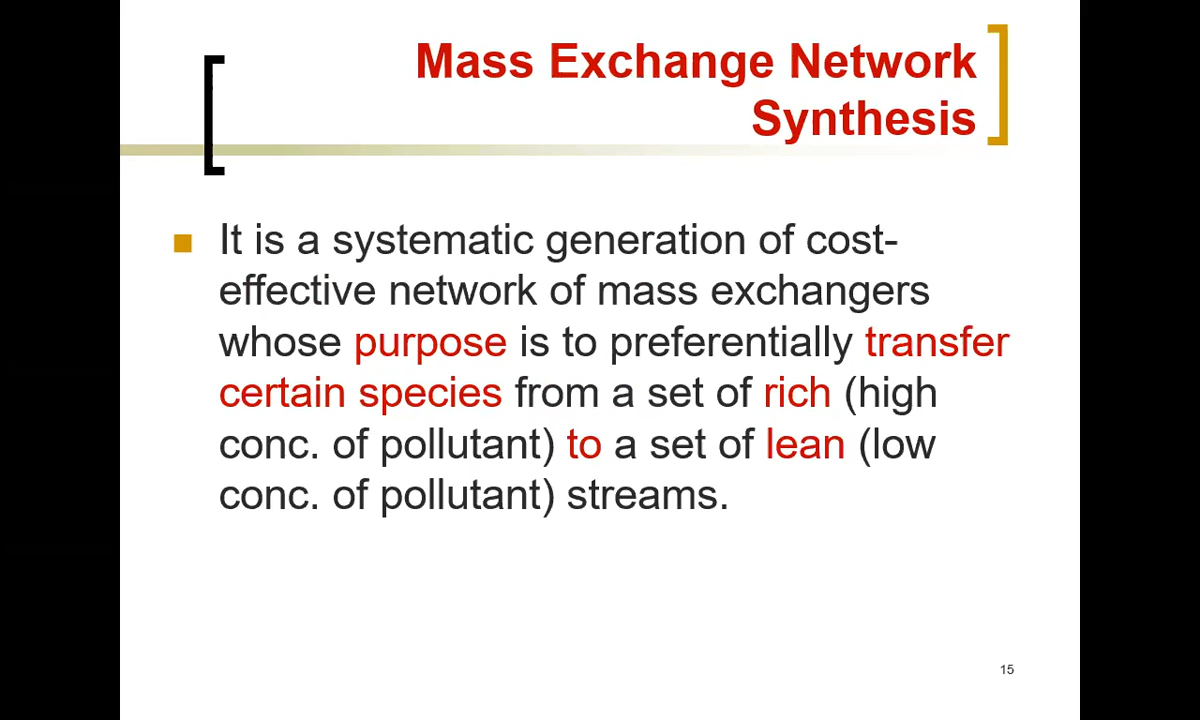 Mass Exchange Network
Synthesis
It is a systematic generation of cost-
effective network of mass exchangers
whose purpose is to preferentially transfer
certain species from a set of rich (high
conc. of pollutant) to a set of lean (low
conc. of pollutant) streams.
15